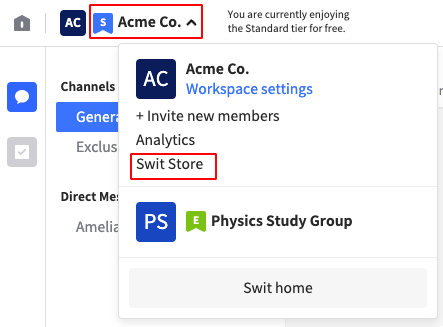 AC S Acme Co.
You are currently enjoying
the Standard tier for free.
AC
Acme Co.
Workspace settings
+ Invite new members
Analytics
Swit Store
PS E Physics Study Group
Swit home
Channels
Genera
Exclus
Direct Mes
Amelia